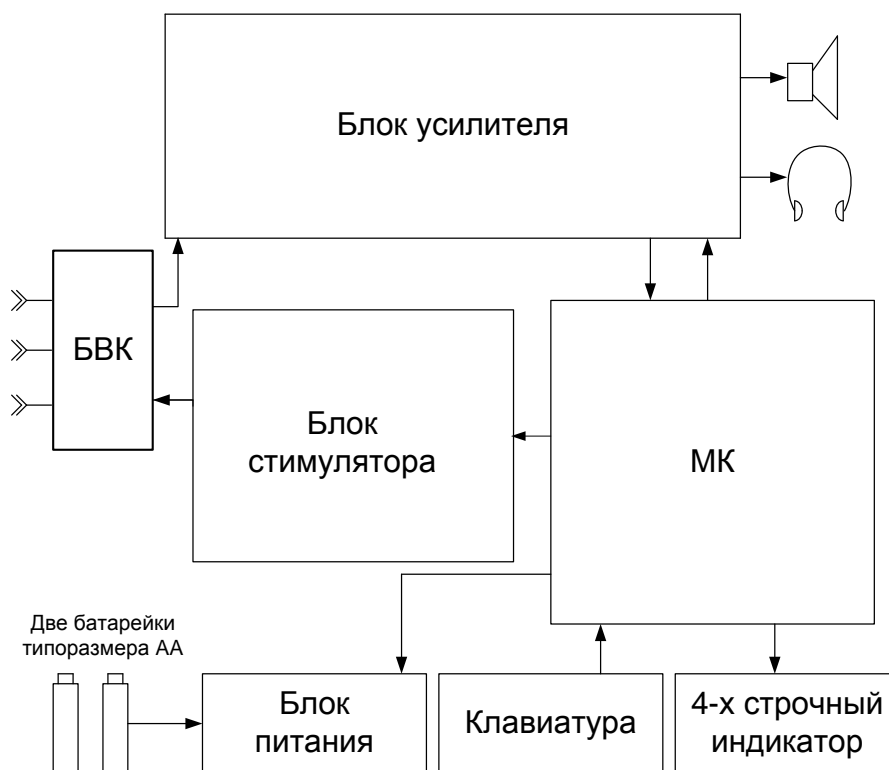 Блок усилителя
БВК
Блок
стимулятора
МК
Две батарейки
типоразмера АА
Блок
питания
Клавиатура
4-х строчный
индикатор